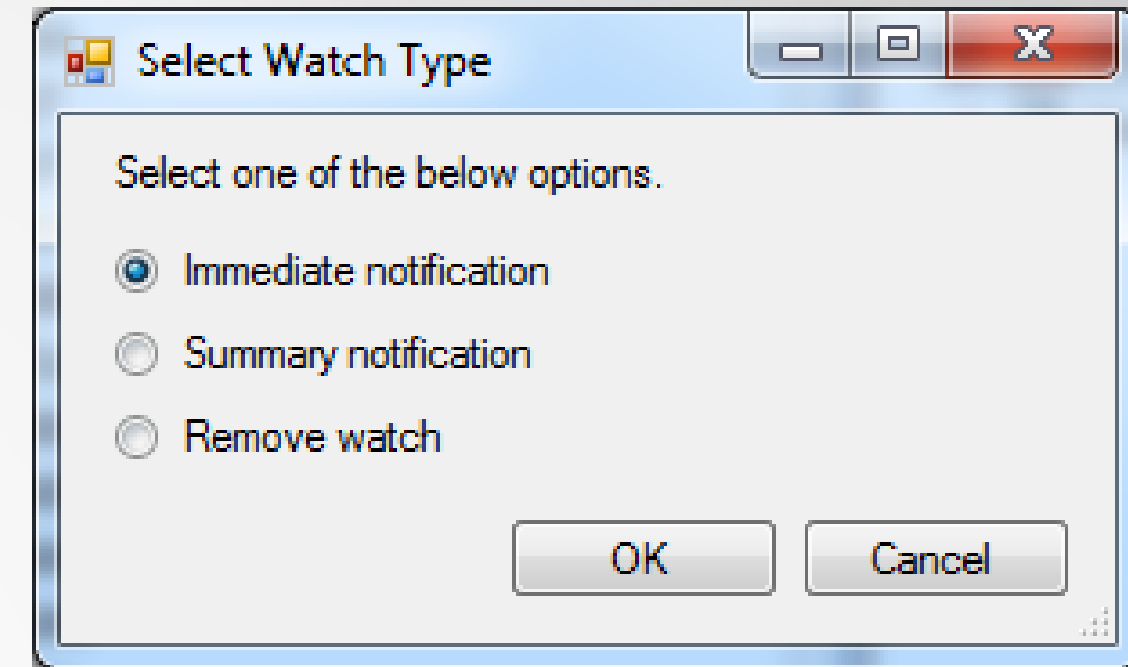 Select Watch Type
Select one of the below options.
Immediate notification
Summary notification
Remove watch
OK Cancel